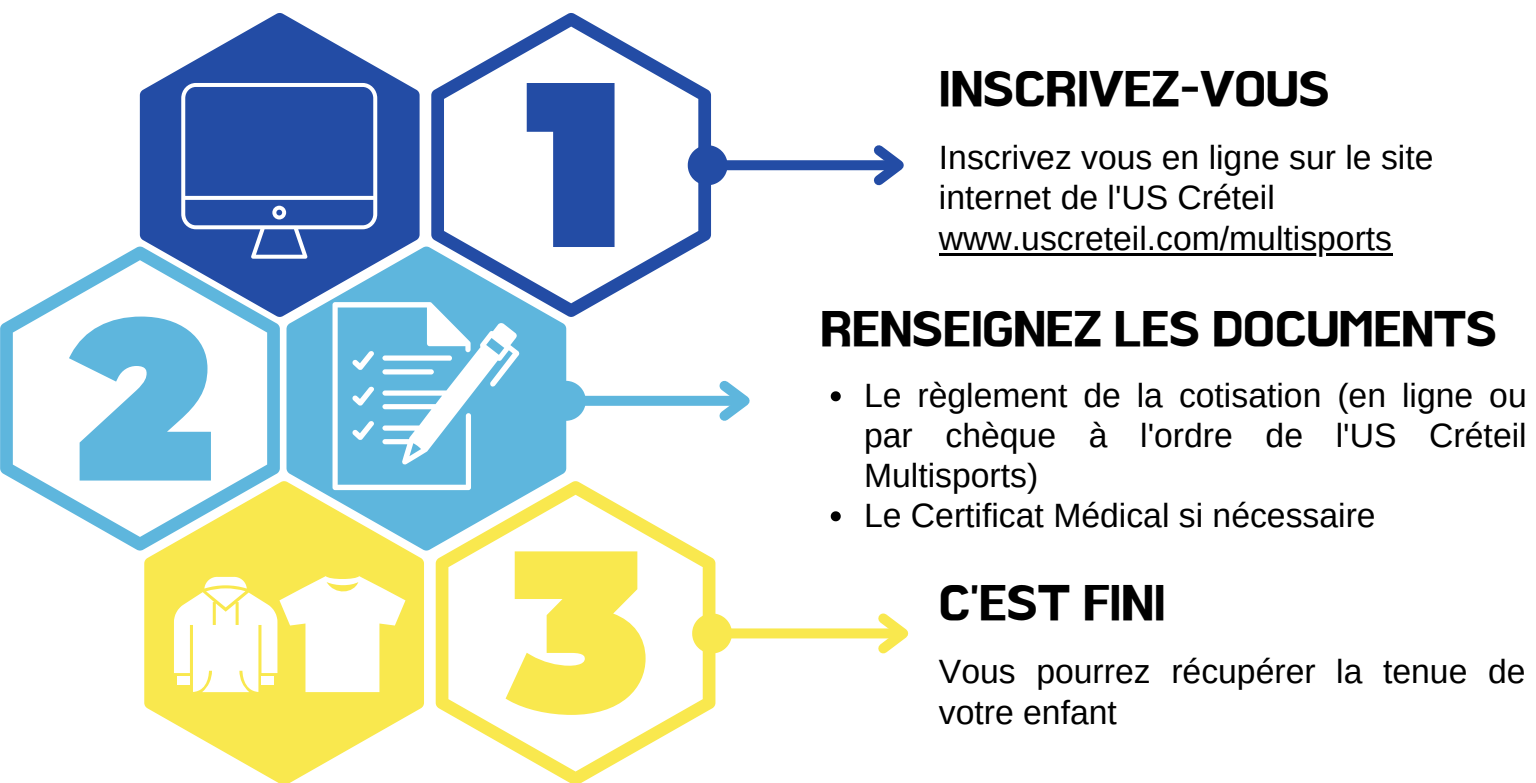 1
INSCRIVEZ-VOUS
Inscrivez vous en ligne sur le site
internet de l'US Créteil
www.uscreteil.com/multisports
2
RENSEIGNEZ LES DOCUMENTS
• Le règlement de la cotisation (en ligne ou
par chèque à l'ordre de l'US Créteil
Multisports)
• Le Certificat Médical si nécessaire
3
C'EST FINI
Vous pourrez récupérer la tenue de
votre enfant